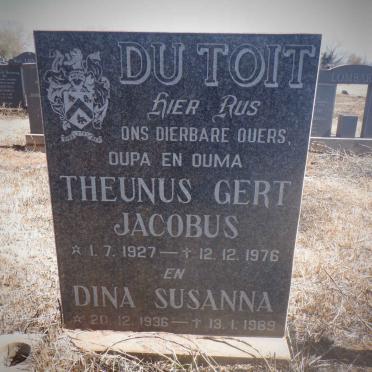 DU TOIT
Hier Rus
ONS DIERBARE OUERS,
OUPA EN OUMA
THEUNUS GERT
JACOBUS
☆ 1.7.1927 — ✝ 12.12.1976
EN
DINA SUSANNA
☆ 20.12.1936 — ✝ 13.1.1989
LOMBARD